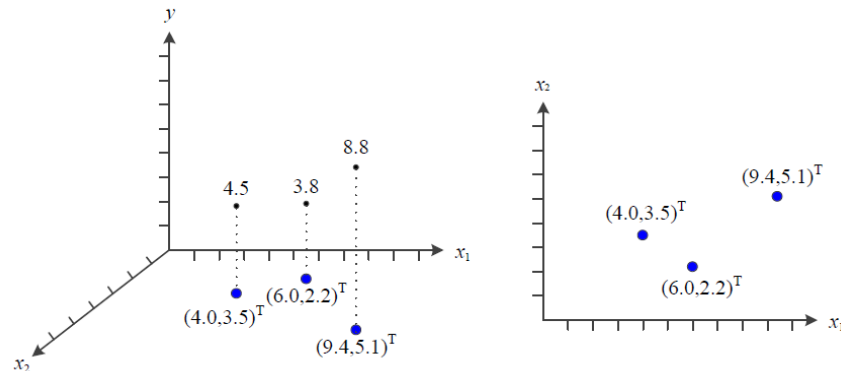 y
8.8
4.5
3.8
x₁
(4.0,3.5)ᵀ
(6.0,2.2)ᵀ
(9.4,5.1)ᵀ
x₂
x₂
(9.4,5.1)ᵀ
(4.0,3.5)ᵀ
(6.0,2.2)ᵀ
x₁